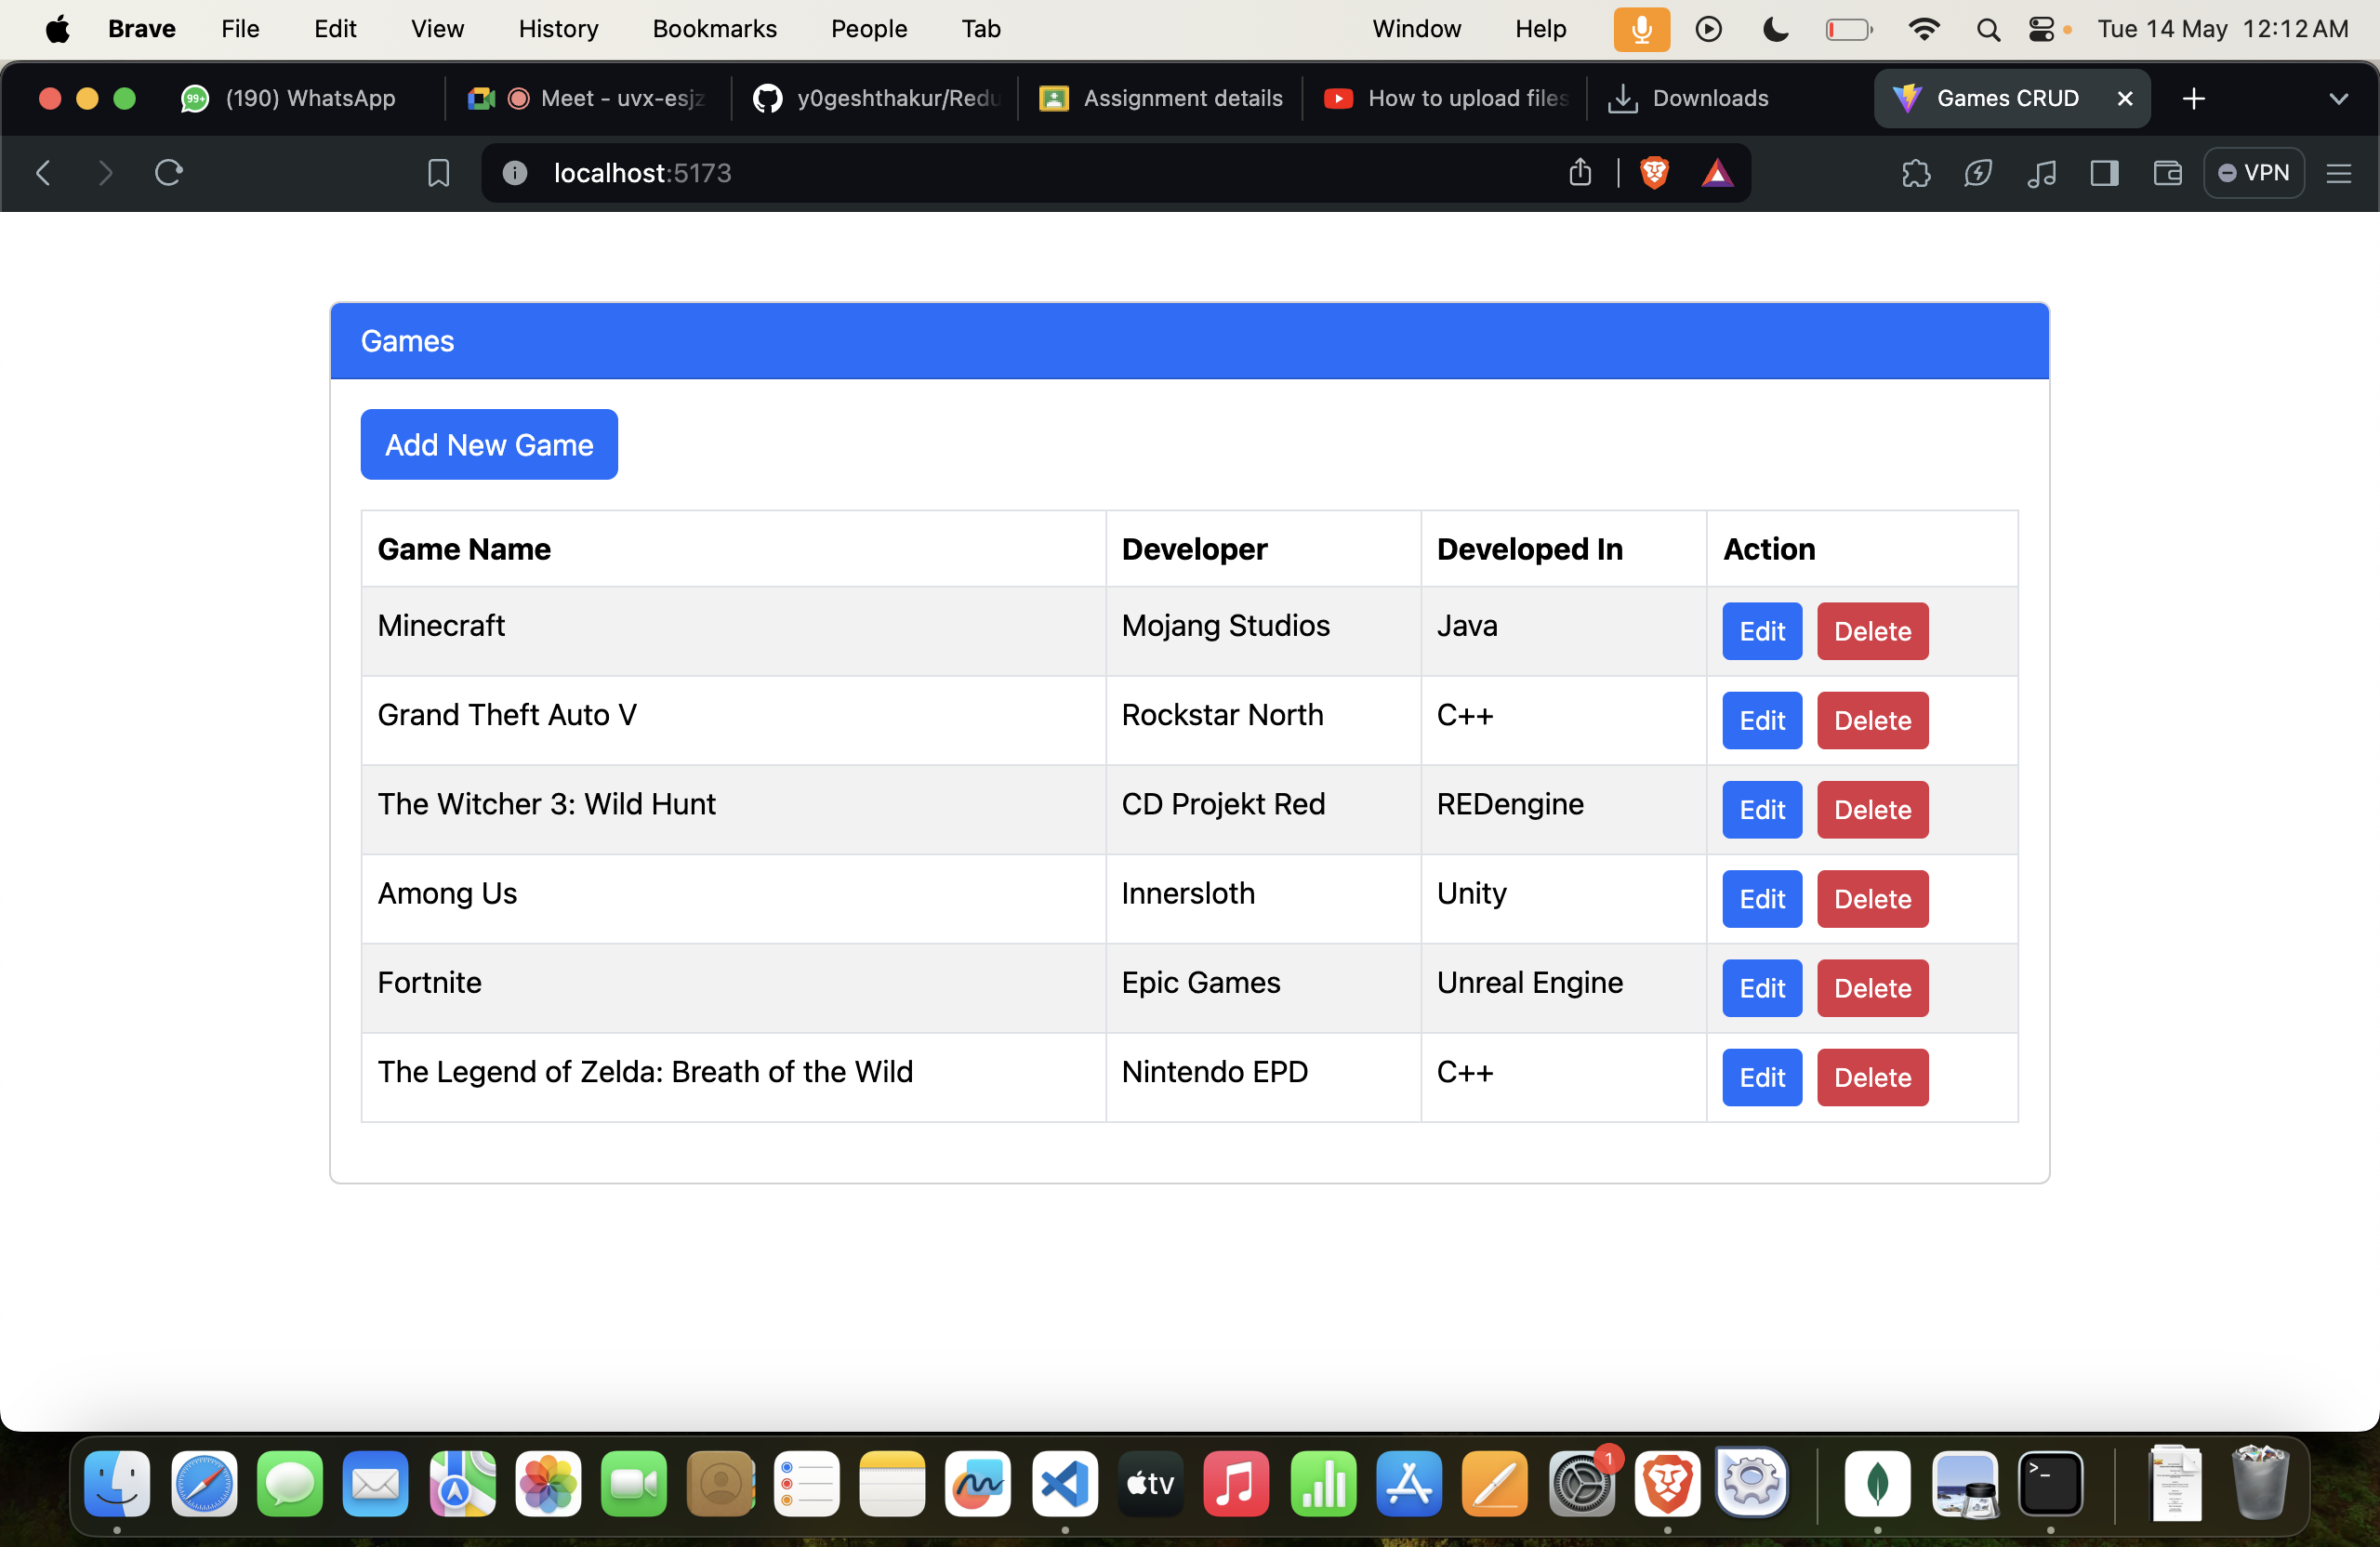 Brave File Edit View History Bookmarks People Tab Window Help Tue 14 May 12:12 AM
99+ (190) WhatsApp Meet - uvx-esjz y0geshthakur/Redu Assignment details How to upload files Downloads Games CRUD
localhost:5173 VPN
Games
Add New Game
Game Name Developer Developed In Action
Minecraft Mojang Studios Java Edit Delete
Grand Theft Auto V Rockstar North C++ Edit Delete
The Witcher 3: Wild Hunt CD Projekt Red REDengine Edit Delete
Among Us Innersloth Unity Edit Delete
Fortnite Epic Games Unreal Engine Edit Delete
The Legend of Zelda: Breath of the Wild Nintendo EPD C++ Edit Delete
tv 1 >_